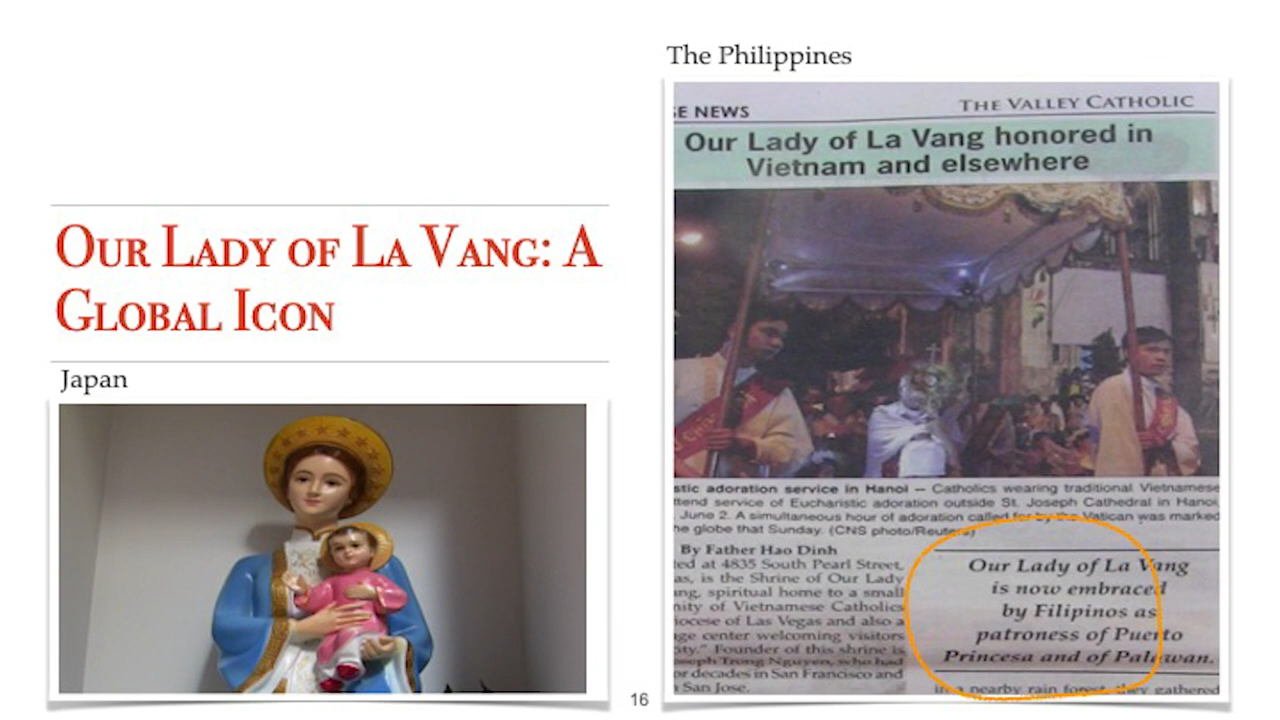 The Philippines
OUR LADY OF LA VANG: A
GLOBAL ICON
Japan
SE NEWS
THE VALLEY CATHOLIC
Our Lady of La Vang honored in
Vietnam and elsewhere
stic adoration service in Hanoi — Catholics wearing traditional Vietnamese
ttend service of Eucharistic adoration outside St. Joseph Cathedral in Hanoi,
June 2. A simultaneous hour of adoration called for by the Vatican was marked
he globe that Sunday. (CNS photo/Reuters)
By Father Hao Dinh
ted at 4835 South Pearl Street,
as, is the Shrine of Our Lady
ang, spiritual home to a small
nity of Vietnamese Catholics
iocese of Las Vegas and also a
age center welcoming visitors
city." Founder of this shrine is
Joseph Trong Nguyen, who had
or decades in San Francisco and
San Jose.
Our Lady of La Vang
is now embraced
by Filipinos as
patroness of Puerto
Princesa and of Palawan.
in a nearby rain forest, they gathered
16